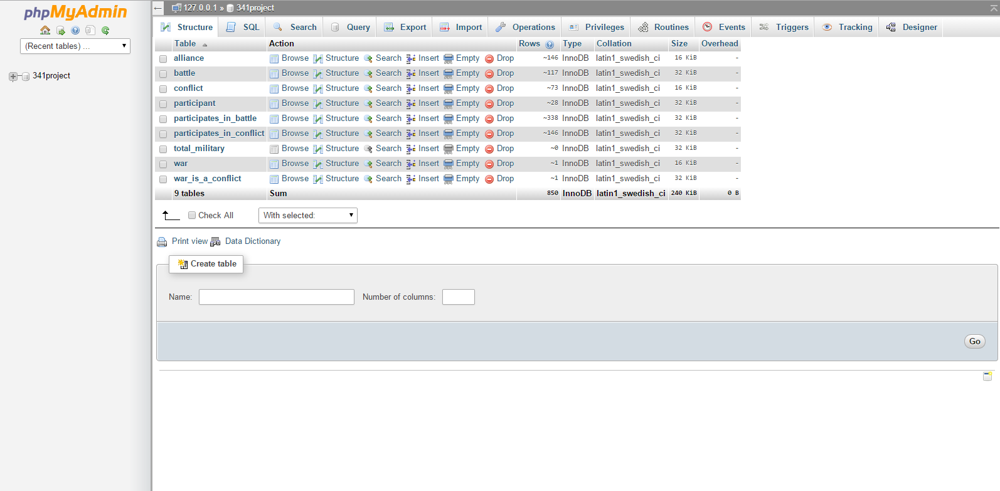 phpMyAdmin
(Recent tables) ...
341project
127.0.0.1 » 341project
Structure SQL Search Query Export Import Operations Privileges Routines Events Triggers Tracking Designer
Table Action Rows Type Collation Size Overhead
alliance Browse Structure Search Insert Empty Drop ~146 InnoDB latin1_swedish_ci 16 KiB -
battle Browse Structure Search Insert Empty Drop ~117 InnoDB latin1_swedish_ci 32 KiB -
conflict Browse Structure Search Insert Empty Drop ~73 InnoDB latin1_swedish_ci 16 KiB -
participant Browse Structure Search Insert Empty Drop ~28 InnoDB latin1_swedish_ci 32 KiB -
participates_in_battle Browse Structure Search Insert Empty Drop ~338 InnoDB latin1_swedish_ci 32 KiB -
participates_in_conflict Browse Structure Search Insert Empty Drop ~146 InnoDB latin1_swedish_ci 32 KiB -
total_military Browse Structure Search Insert Empty Drop ~0 InnoDB latin1_swedish_ci 32 KiB -
war Browse Structure Search Insert Empty Drop ~1 InnoDB latin1_swedish_ci 16 KiB -
war_is_a_conflict Browse Structure Search Insert Empty Drop ~1 InnoDB latin1_swedish_ci 32 KiB -
9 tables Sum 850 InnoDB latin1_swedish_ci 240 KiB 0 B
Check All With selected:
Print view Data Dictionary
Create table
Name: Number of columns:
Go